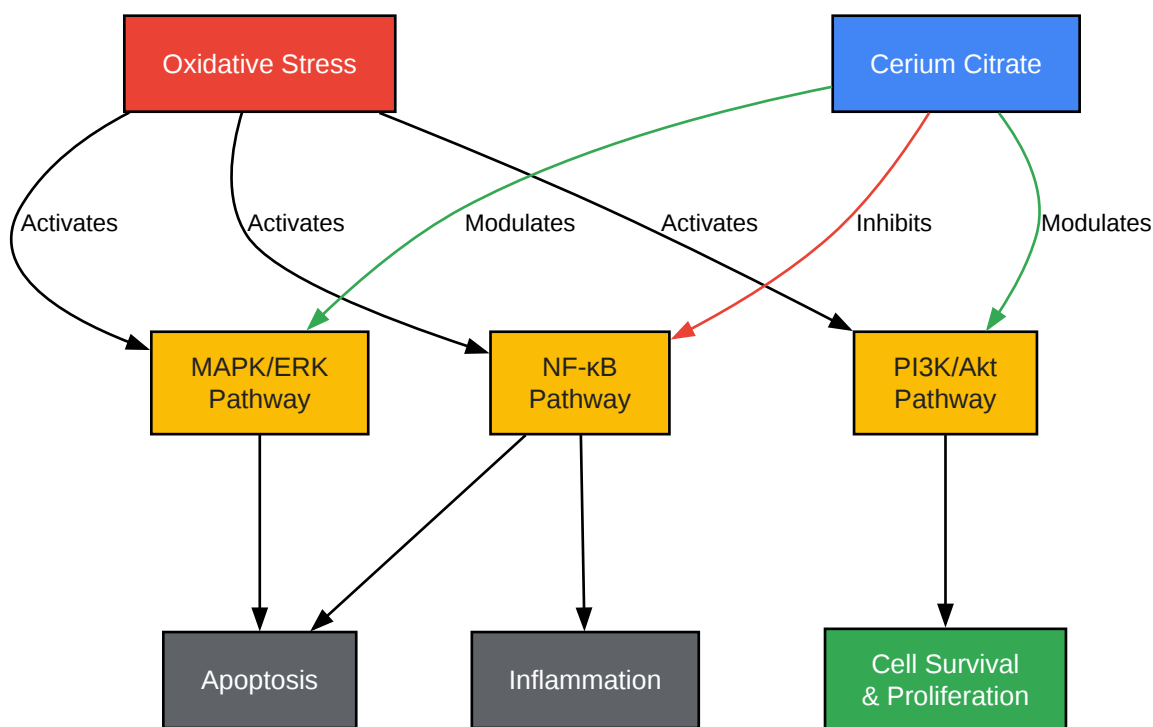 Oxidative Stress
Cerium Citrate
Activates
Activates
Modulates
Activates
Inhibits
Modulates
MAPK/ERK
Pathway
NF-κB
Pathway
PI3K/Akt
Pathway
Apoptosis
Inflammation
Cell Survival
& Proliferation